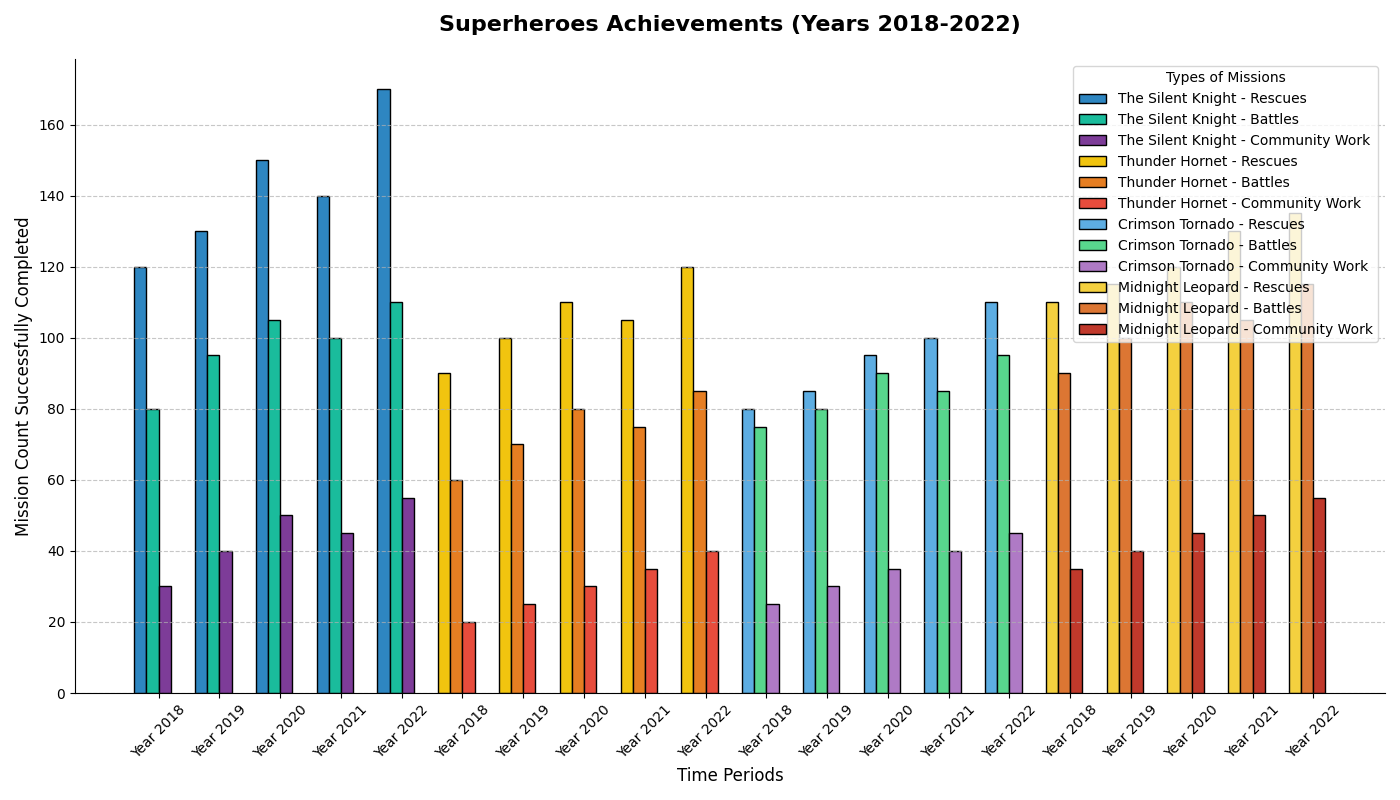 Superheroes Achievements (Years 2018-2022)
Types of Missions
The Silent Knight - Rescues
The Silent Knight - Battles
The Silent Knight - Community Work
Thunder Hornet - Rescues
Thunder Hornet - Battles
Thunder Hornet - Community Work
Crimson Tornado - Rescues
Crimson Tornado - Battles
Crimson Tornado - Community Work
Midnight Leopard - Rescues
Midnight Leopard - Battles
Midnight Leopard - Community Work
Mission Count Successfully Completed
160
140
120
100
80
60
40
20
0
Year 2018
Year 2019
Year 2020
Year 2021
Year 2022
Year 2018
Year 2019
Year 2020
Year 2021
Year 2022
Year 2018
Year 2019
Year 2020
Year 2021
Year 2022
Year 2018
Year 2019
Year 2020
Year 2021
Year 2022
Time Periods